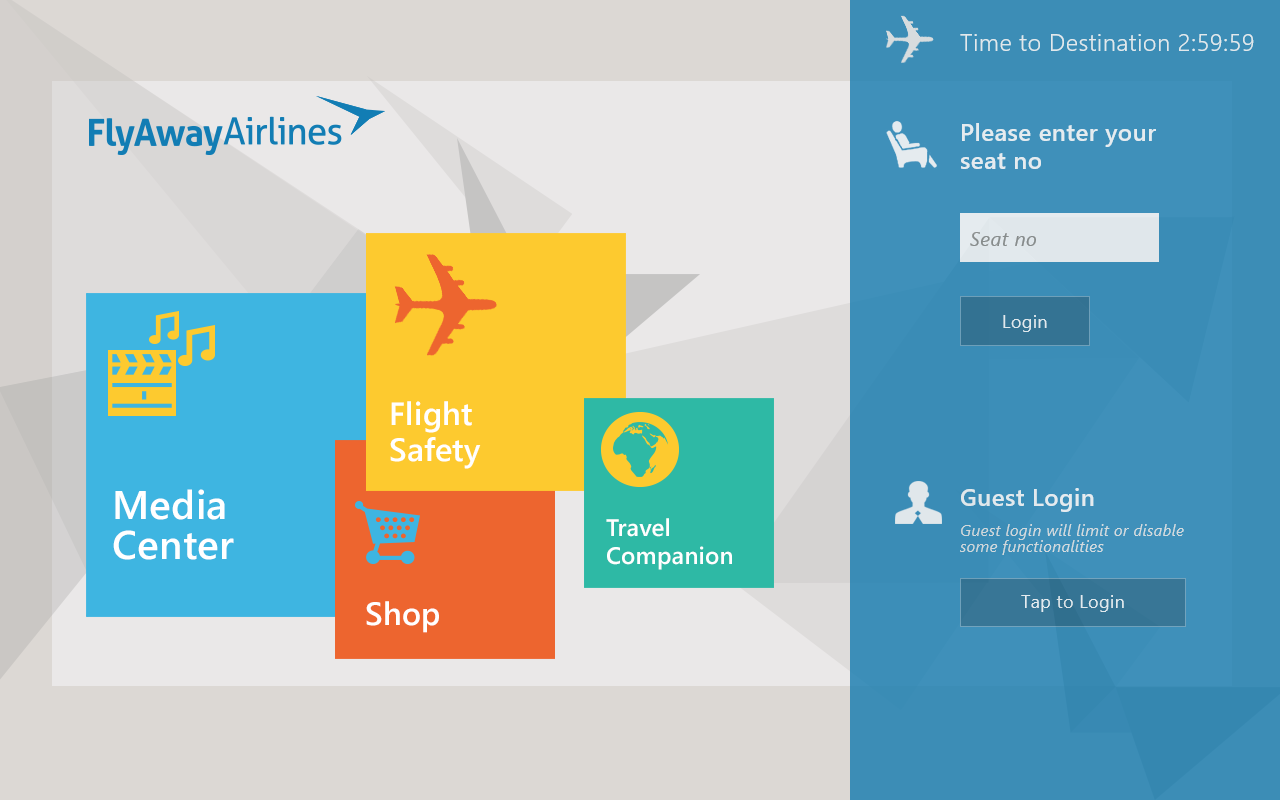 FlyAwayAirlines
Media
Center
Flight
Safety
Shop
Travel
Companion
Time to Destination 2:59:59
Please enter your
seat no
Seat no
Login
Guest Login
Guest login will limit or disable
some functionalities
Tap to Login